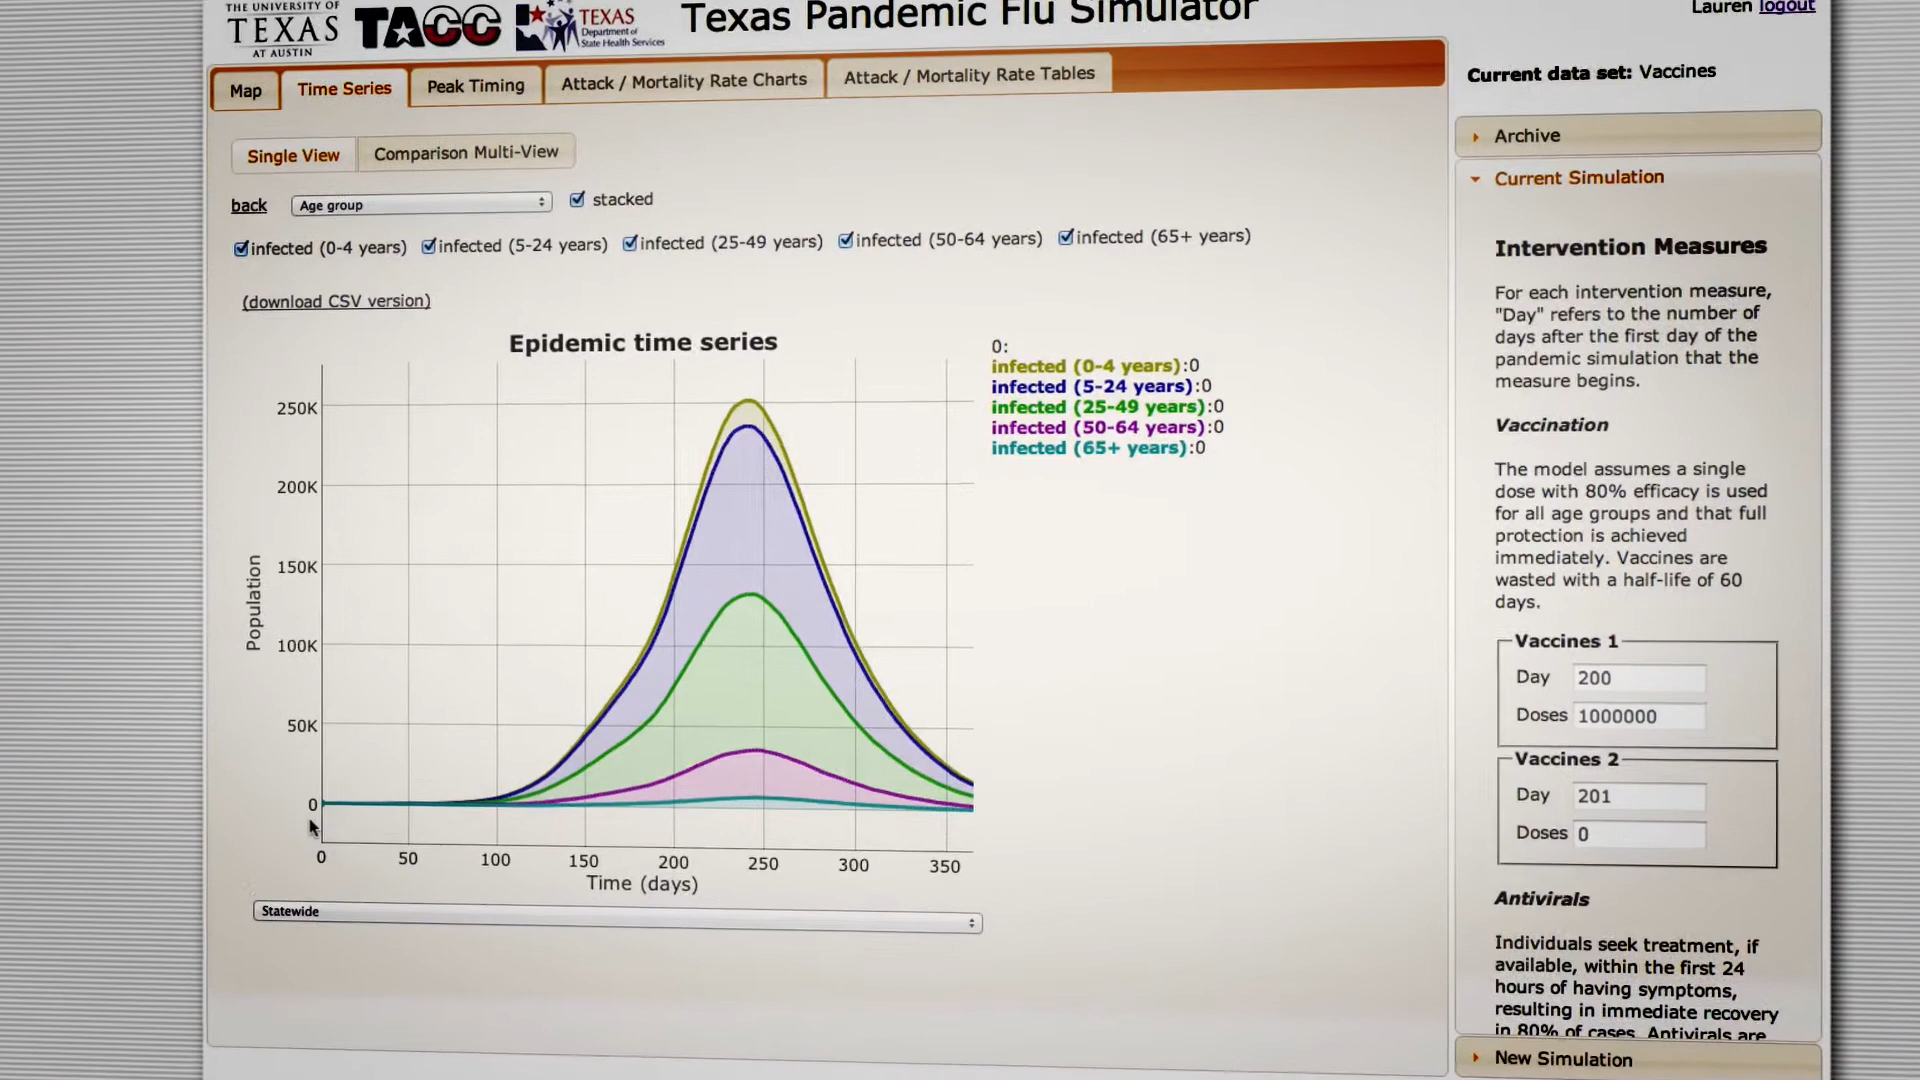 THE UNIVERSITY OF
TEXAS
AT AUSTIN
TACC
TEXAS
Department of
State Health Services
Texas Pandemic Flu Simulator
Lauren logout
Map
Time Series
Peak Timing
Attack / Mortality Rate Charts
Attack / Mortality Rate Tables
Single View
Comparison Multi-View
back
Age group
stacked
infected (0-4 years)
infected (5-24 years)
infected (25-49 years)
infected (50-64 years)
infected (65+ years)
(download CSV version)
Epidemic time series
0:
infected (0-4 years):0
infected (5-24 years):0
infected (25-49 years):0
infected (50-64 years):0
infected (65+ years):0
250K
200K
150K
100K
50K
0
Population
0 50 100 150 200 250 300 350
Time (days)
Statewide
Current data set: Vaccines
Archive
Current Simulation
Intervention Measures
For each intervention measure,
"Day" refers to the number of
days after the first day of the
pandemic simulation that the
measure begins.
Vaccination
The model assumes a single
dose with 80% efficacy is used
for all age groups and that full
protection is achieved
immediately. Vaccines are
wasted with a half-life of 60
days.
Vaccines 1
Day 200
Doses 1000000
Vaccines 2
Day 201
Doses 0
Antivirals
Individuals seek treatment, if
available, within the first 24
hours of having symptoms,
resulting in immediate recovery
in 80% of cases. Antivirals are
New Simulation